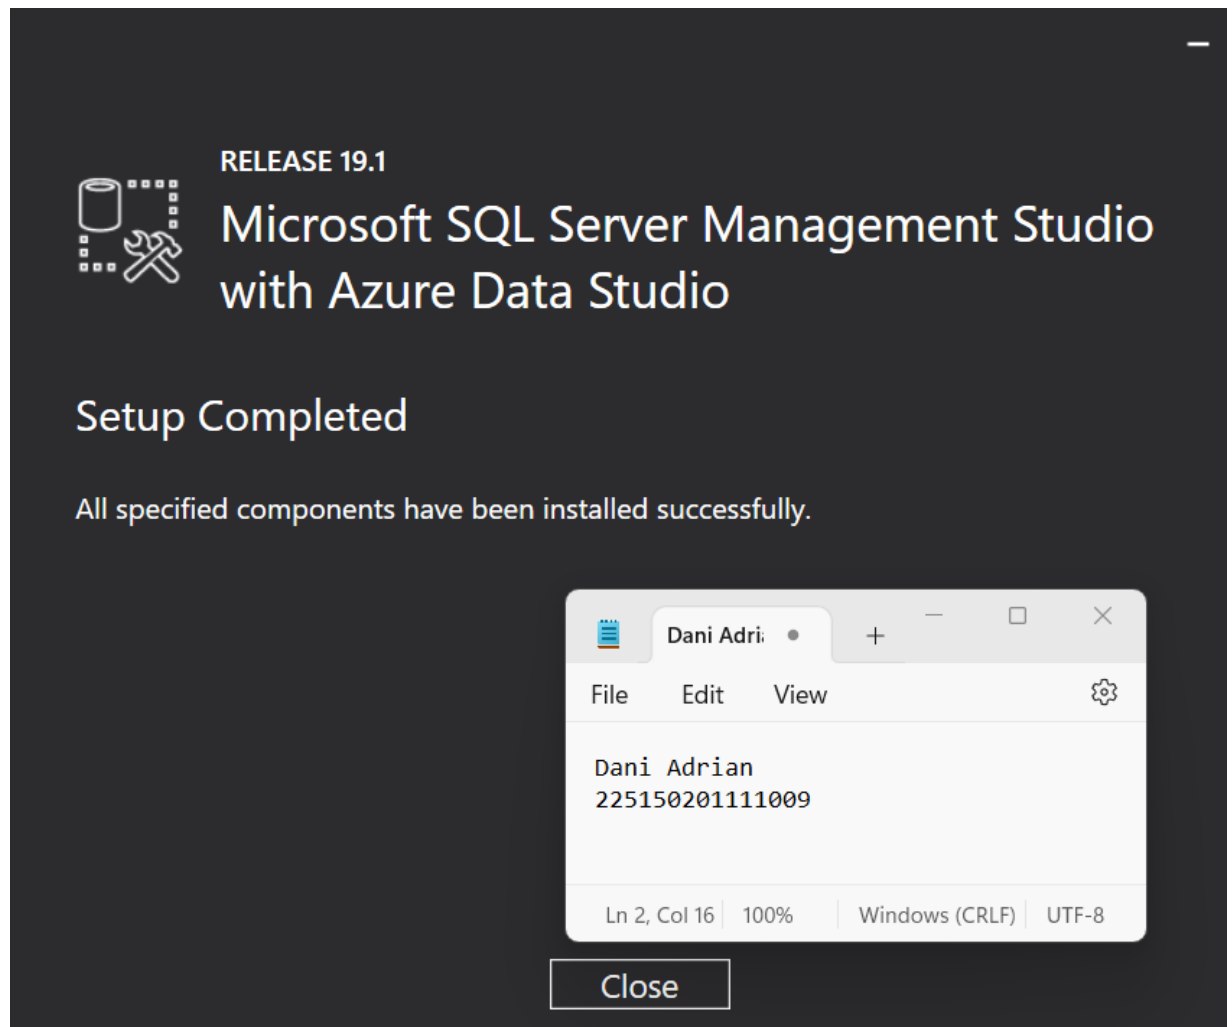 RELEASE 19.1
Microsoft SQL Server Management Studio
with Azure Data Studio
Setup Completed
All specified components have been installed successfully.
Dani Adri
File Edit View
Dani Adrian
225150201111009
Ln 2, Col 16 100% Windows (CRLF) UTF-8
Close